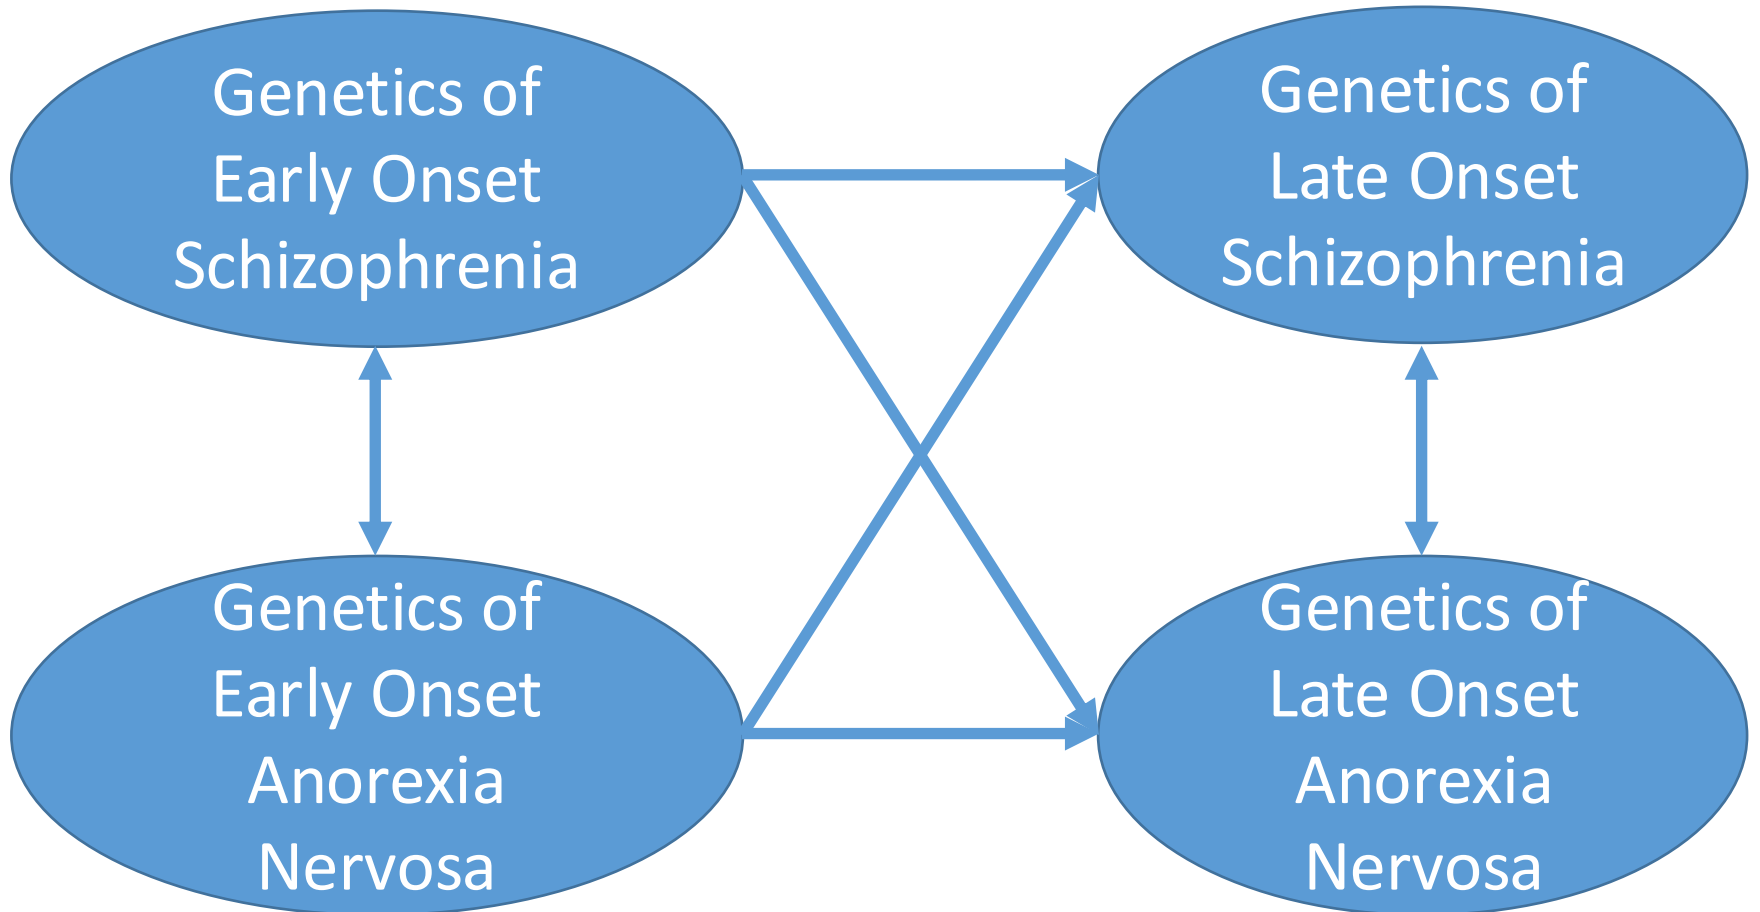 Genetics of
Early Onset
Schizophrenia
Genetics of
Late Onset
Schizophrenia
Genetics of
Early Onset
Anorexia
Nervosa
Genetics of
Late Onset
Anorexia
Nervosa